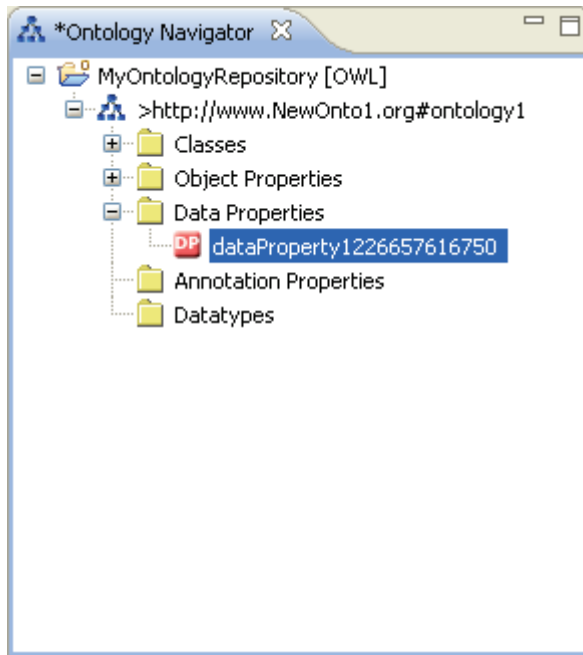 *Ontology Navigator
MyOntologyRepository [OWL]
>http://www.NewOnto1.org#ontology1
Classes
Object Properties
Data Properties
DP dataProperty1226657616750
Annotation Properties
Datatypes